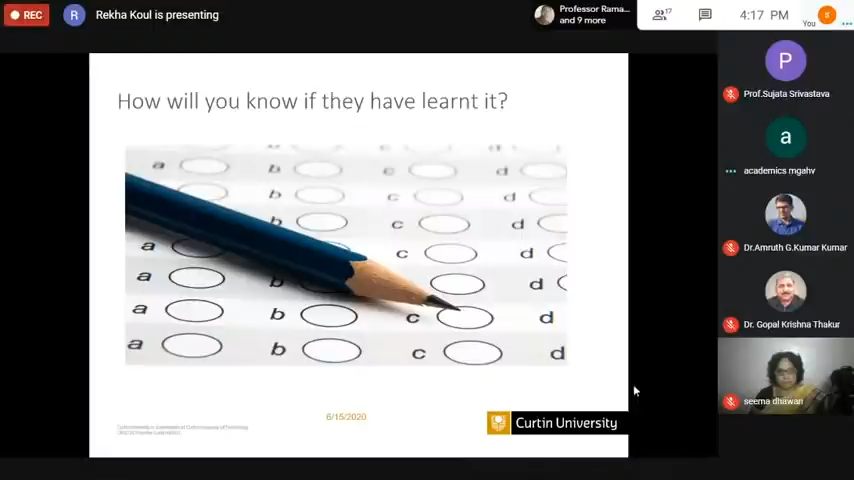 REC
R
Rekha Koul is presenting
Professor Rama...
and 9 more
17
4:17 PM
You
8
How will you know if they have learnt it?
a b c d
b c d
b c d
a c d
a b d
a b c d
a b c d
6/15/2020
Curtin University
P
Prof.Sujata Srivastava
a
academics mgahv
Dr.Amruth G.Kumar Kumar
Dr. Gopal Krishna Thakur
seema dhawan